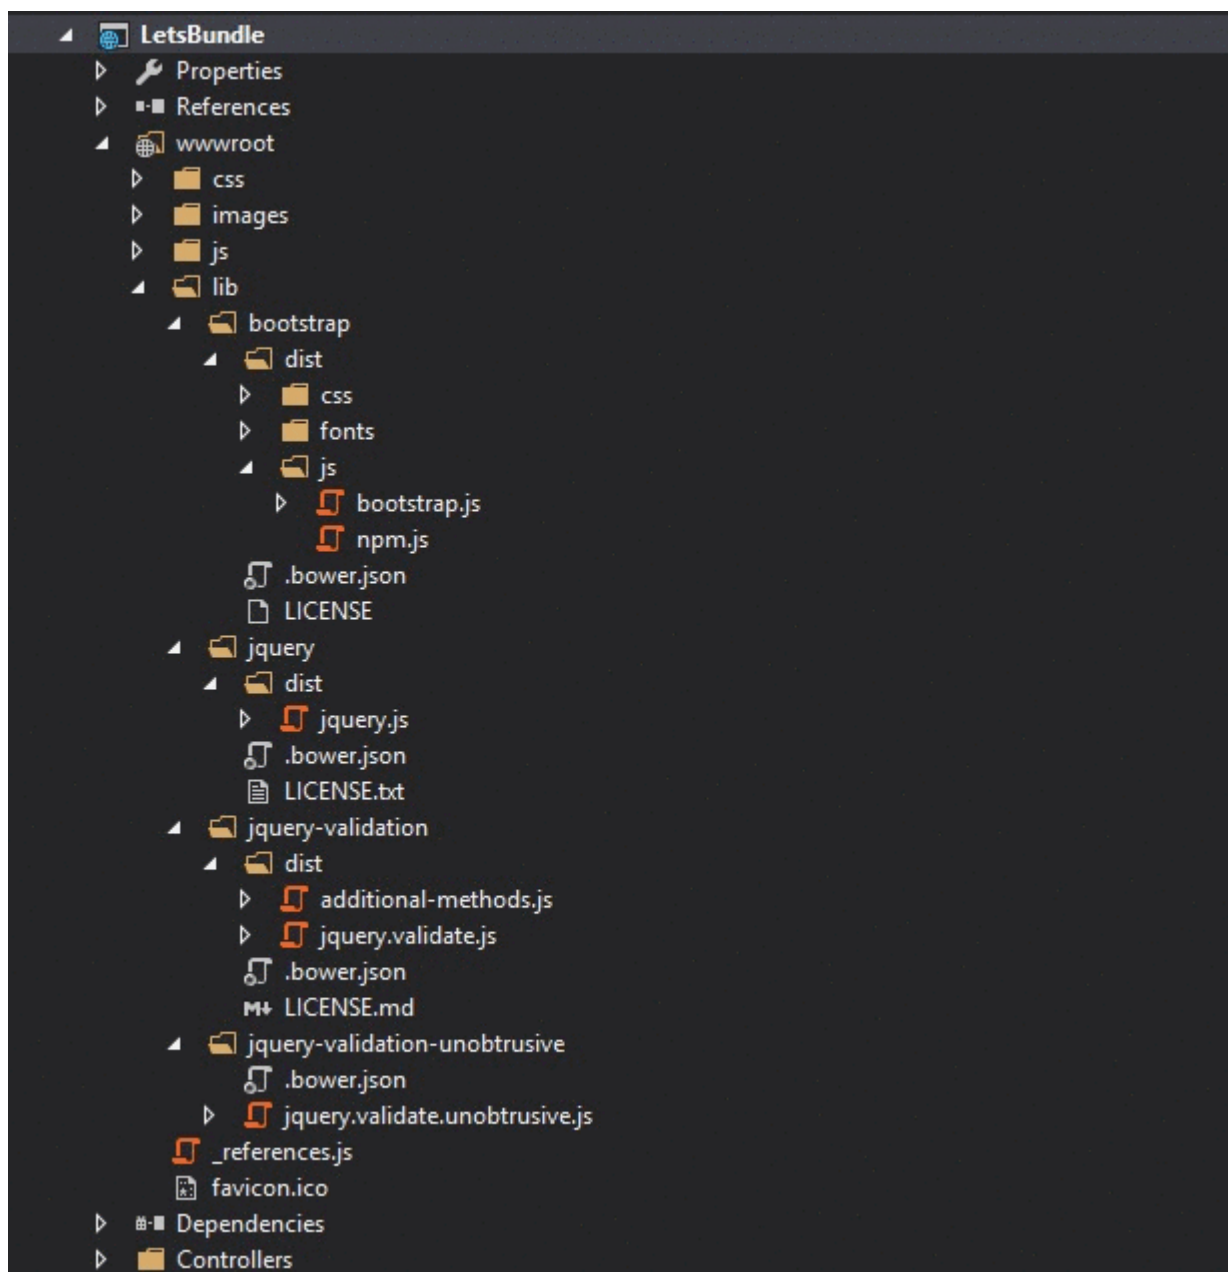 LetsBundle
Properties
References
wwwroot
css
images
js
lib
bootstrap
dist
css
fonts
js
bootstrap.js
npm.js
.bower.json
LICENSE
jquery
dist
jquery.js
.bower.json
LICENSE.txt
jquery-validation
dist
additional-methods.js
jquery.validate.js
.bower.json
LICENSE.md
jquery-validation-unobtrusive
.bower.json
jquery.validate.unobtrusive.js
_references.js
favicon.ico
Dependencies
Controllers